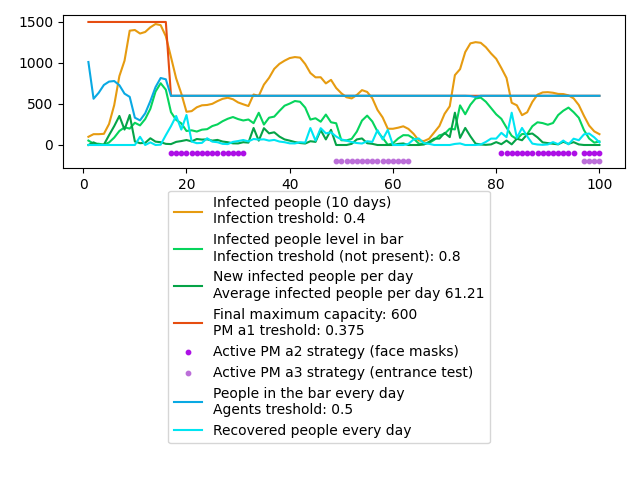 1500
1000
500
0
0 20 40 60 80 100
Infected people (10 days)
Infection treshold: 0.4
Infected people level in bar
Infection treshold (not present): 0.8
New infected people per day
Average infected people per day 61.21
Final maximum capacity: 600
PM a1 treshold: 0.375
Active PM a2 strategy (face masks)
Active PM a3 strategy (entrance test)
People in the bar every day
Agents treshold: 0.5
Recovered people every day